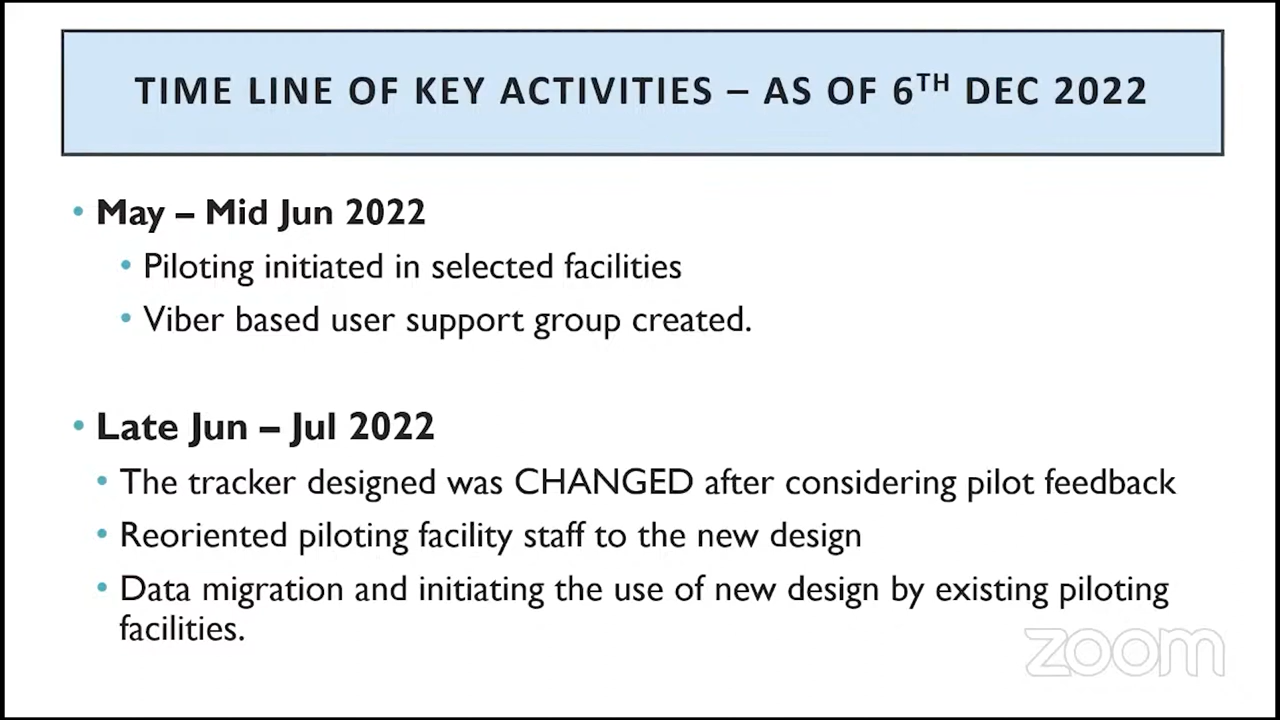 TIME LINE OF KEY ACTIVITIES – AS OF 6TH DEC 2022
• May – Mid Jun 2022
• Piloting initiated in selected facilities
• Viber based user support group created.
• Late Jun – Jul 2022
• The tracker designed was CHANGED after considering pilot feedback
• Reoriented piloting facility staff to the new design
• Data migration and initiating the use of new design by existing piloting
facilities.
zoom